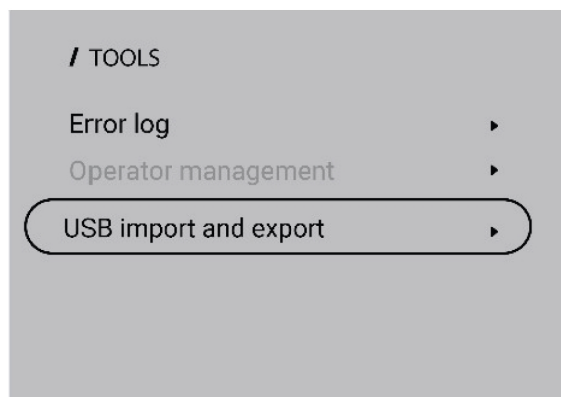 / TOOLS
Error log
Operator management
USB import and export